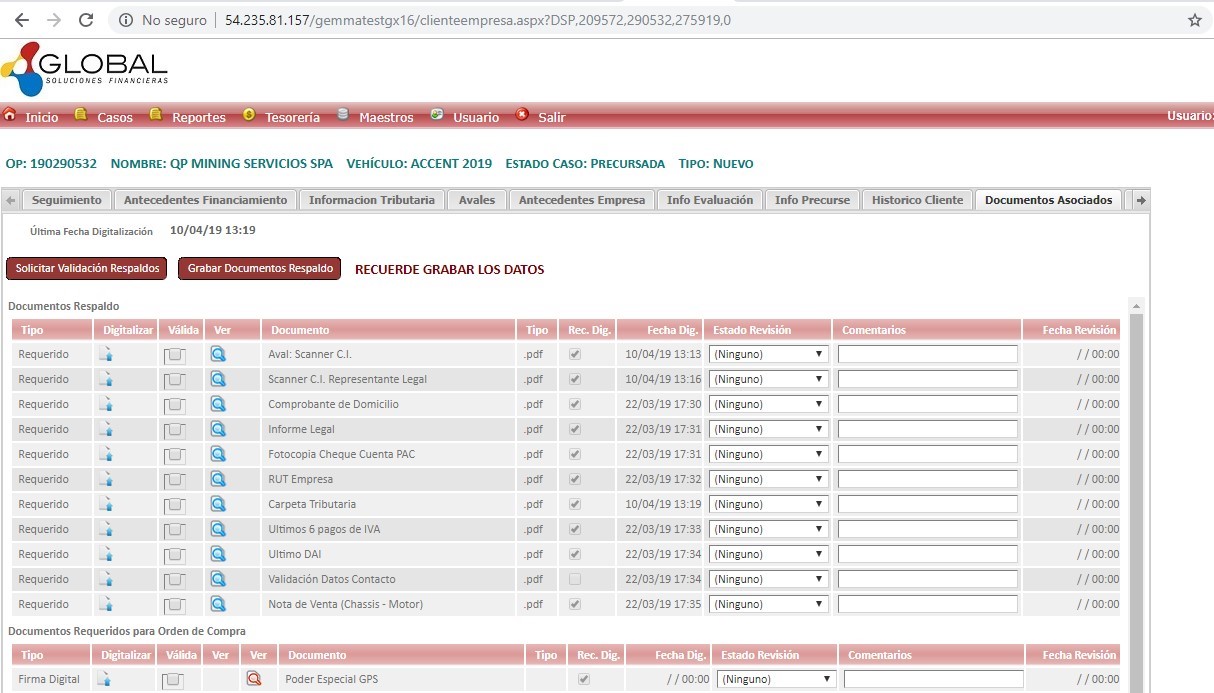 No seguro 54.235.81.157/gemmatestgx16/clienteempresa.aspx?DSP,209572,290532,275919,0
GLOBAL
SOLUCIONES FINANCIERAS
Inicio Casos Reportes Tesorería Maestros Usuario Salir Usuario:
OP: 190290532 NOMBRE: QP MINING SERVICIOS SPA VEHÍCULO: ACCENT 2019 ESTADO CASO: PRECURSADA TIPO: NUEVO
Seguimiento Antecedentes Financiamiento Informacion Tributaria Avales Antecedentes Empresa Info Evaluación Info Precurse Historico Cliente Documentos Asociados
Última Fecha Digitalización 10/04/19 13:19
Solicitar Validación Respaldos Grabar Documentos Respaldo RECUERDE GRABAR LOS DATOS
Documentos Respaldo
Tipo Digitalizar Válida Ver Documento Tipo Rec. Dig. Fecha Dig. Estado Revisión Comentarios Fecha Revisión
Requerido Aval: Scanner C.I. .pdf 10/04/19 13:13 (Ninguno) / / 00:00
Requerido Scanner C.I. Representante Legal .pdf 10/04/19 13:16 (Ninguno) / / 00:00
Requerido Comprobante de Domicilio .pdf 22/03/19 17:30 (Ninguno) / / 00:00
Requerido Informe Legal .pdf 22/03/19 17:31 (Ninguno) / / 00:00
Requerido Fotocopia Cheque Cuenta PAC .pdf 22/03/19 17:31 (Ninguno) / / 00:00
Requerido RUT Empresa .pdf 22/03/19 17:32 (Ninguno) / / 00:00
Requerido Carpeta Tributaria .pdf 10/04/19 13:19 (Ninguno) / / 00:00
Requerido Ultimos 6 pagos de IVA .pdf 22/03/19 17:33 (Ninguno) / / 00:00
Requerido Ultimo DAI .pdf 22/03/19 17:34 (Ninguno) / / 00:00
Requerido Validación Datos Contacto .pdf 22/03/19 17:34 (Ninguno) / / 00:00
Requerido Nota de Venta (Chassis - Motor) .pdf 22/03/19 17:35 (Ninguno) / / 00:00
Documentos Requeridos para Orden de Compra
Tipo Digitalizar Válida Ver Ver Documento Tipo Rec. Dig. Fecha Dig. Estado Revisión Comentarios Fecha Revisión
Firma Digital Poder Especial GPS / / 00:00 (Ninguno) / / 00:00